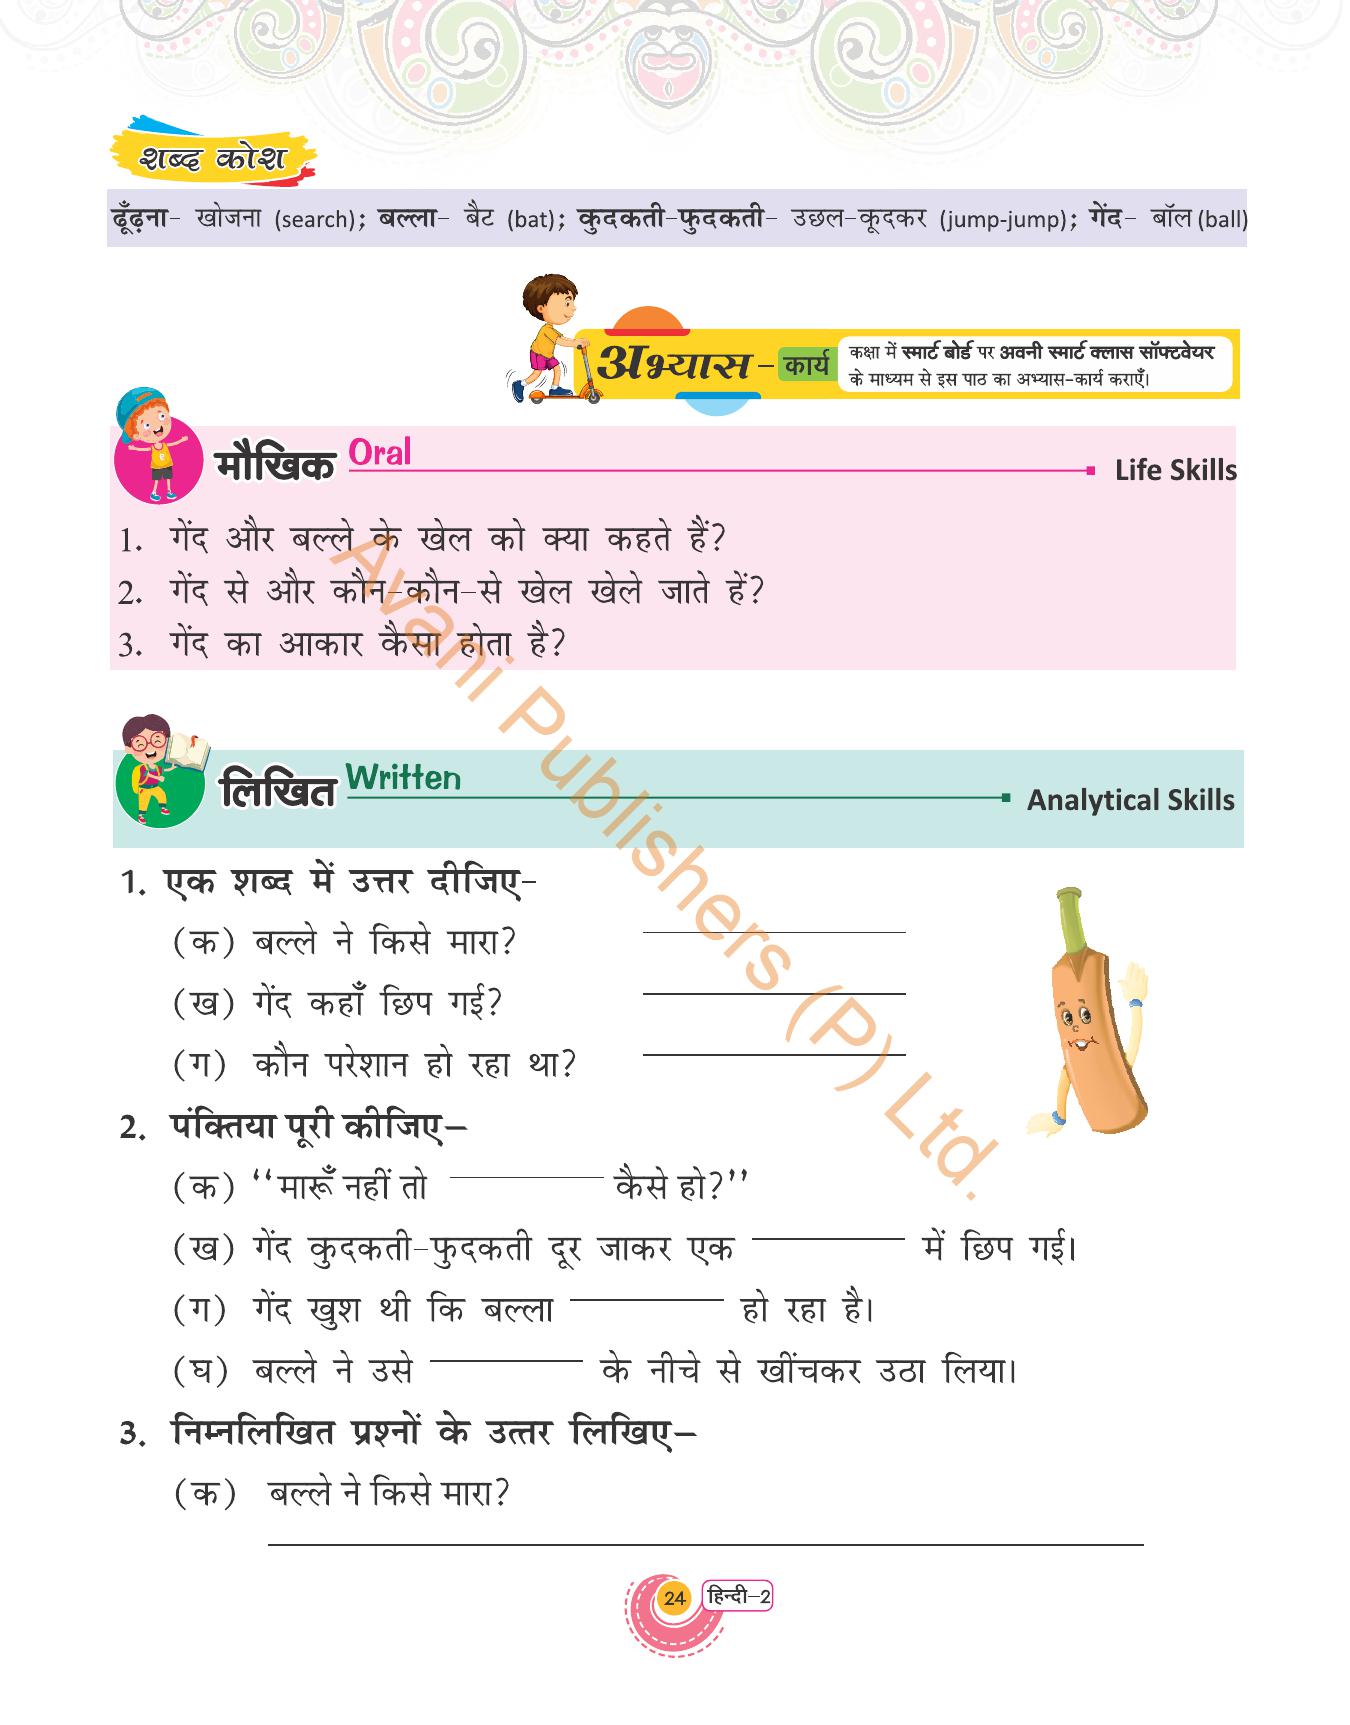 शब्द कोश
ढूँढ़ना- खोजना (search); बल्ला- बैट (bat); कुदकती-फुदकती- उछल-कूदकर (jump-jump); गेंद- बॉल (ball)
अभ्यास - कार्य
कक्षा में स्मार्ट बोर्ड पर अवनी स्मार्ट क्लास सॉफ्टवेयर
के माध्यम से इस पाठ का अभ्यास-कार्य कराएँ।
मौखिक Oral Life Skills
1. गेंद और बल्ले के खेल को क्या कहते हैं?
2. गेंद से और कौन-कौन-से खेल खेले जाते हें?
3. गेंद का आकार कैसा होता है?
लिखित Written Analytical Skills
1. एक शब्द में उत्तर दीजिए-
(क) बल्ले ने किसे मारा? ____________
(ख) गेंद कहाँ छिप गई? ____________
(ग) कौन परेशान हो रहा था? ____________
2. पंक्तिया पूरी कीजिए–
(क) ‘‘मारूँ नहीं तो ________ कैसे हो?’’
(ख) गेंद कुदकती-फुदकती दूर जाकर एक ________ में छिप गई।
(ग) गेंद खुश थी कि बल्ला ________ हो रहा है।
(घ) बल्ले ने उसे ________ के नीचे से खींचकर उठा लिया।
3. निम्नलिखित प्रश्नों के उत्तर लिखिए–
(क) बल्ले ने किसे मारा?
24 हिन्दी–2
Avani Publishers (P) Ltd.